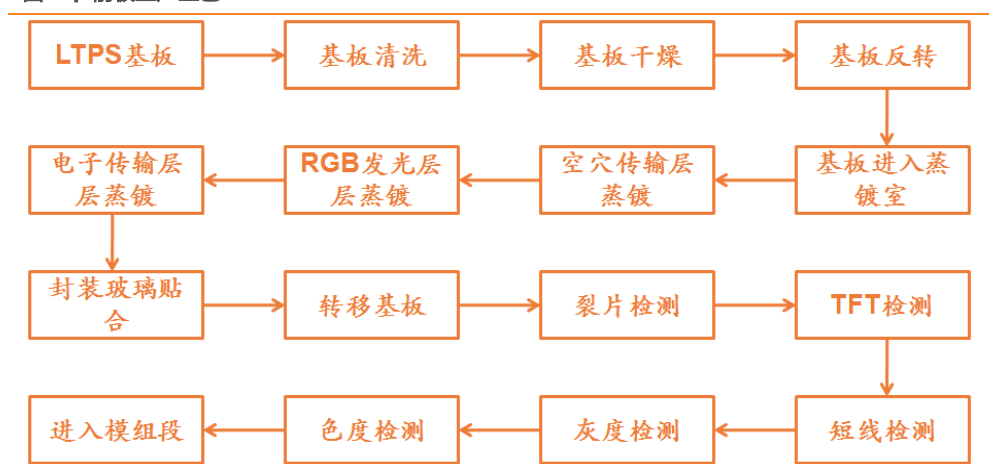 LTPS基板
基板清洗
基板干燥
基板反转
基板进入蒸
镀室
空穴传输层
蒸镀
RGB发光层
层蒸镀
电子传输层
层蒸镀
封装玻璃贴
合
转移基板
裂片检测
TFT检测
短线检测
灰度检测
色度检测
进入模组段